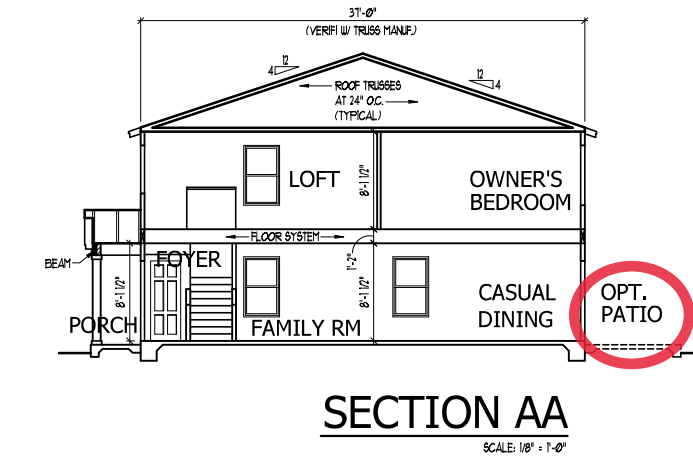 37'-0"
(VERIFI W/ TRUSS MANUF.)
12
4
12
4
ROOF TRUSSES
AT 24" O.C.
(TYPICAL)
LOFT
8'-1 1/2"
OWNER'S
BEDROOM
FLOOR SYSTEM
BEAM
FOYER
1'-2"
8'-1 1/2"
8'-1 1/2"
CASUAL
DINING
OPT.
PATIO
PORCH
FAMILY RM
SECTION AA
SCALE: 1/8" = 1'-0"